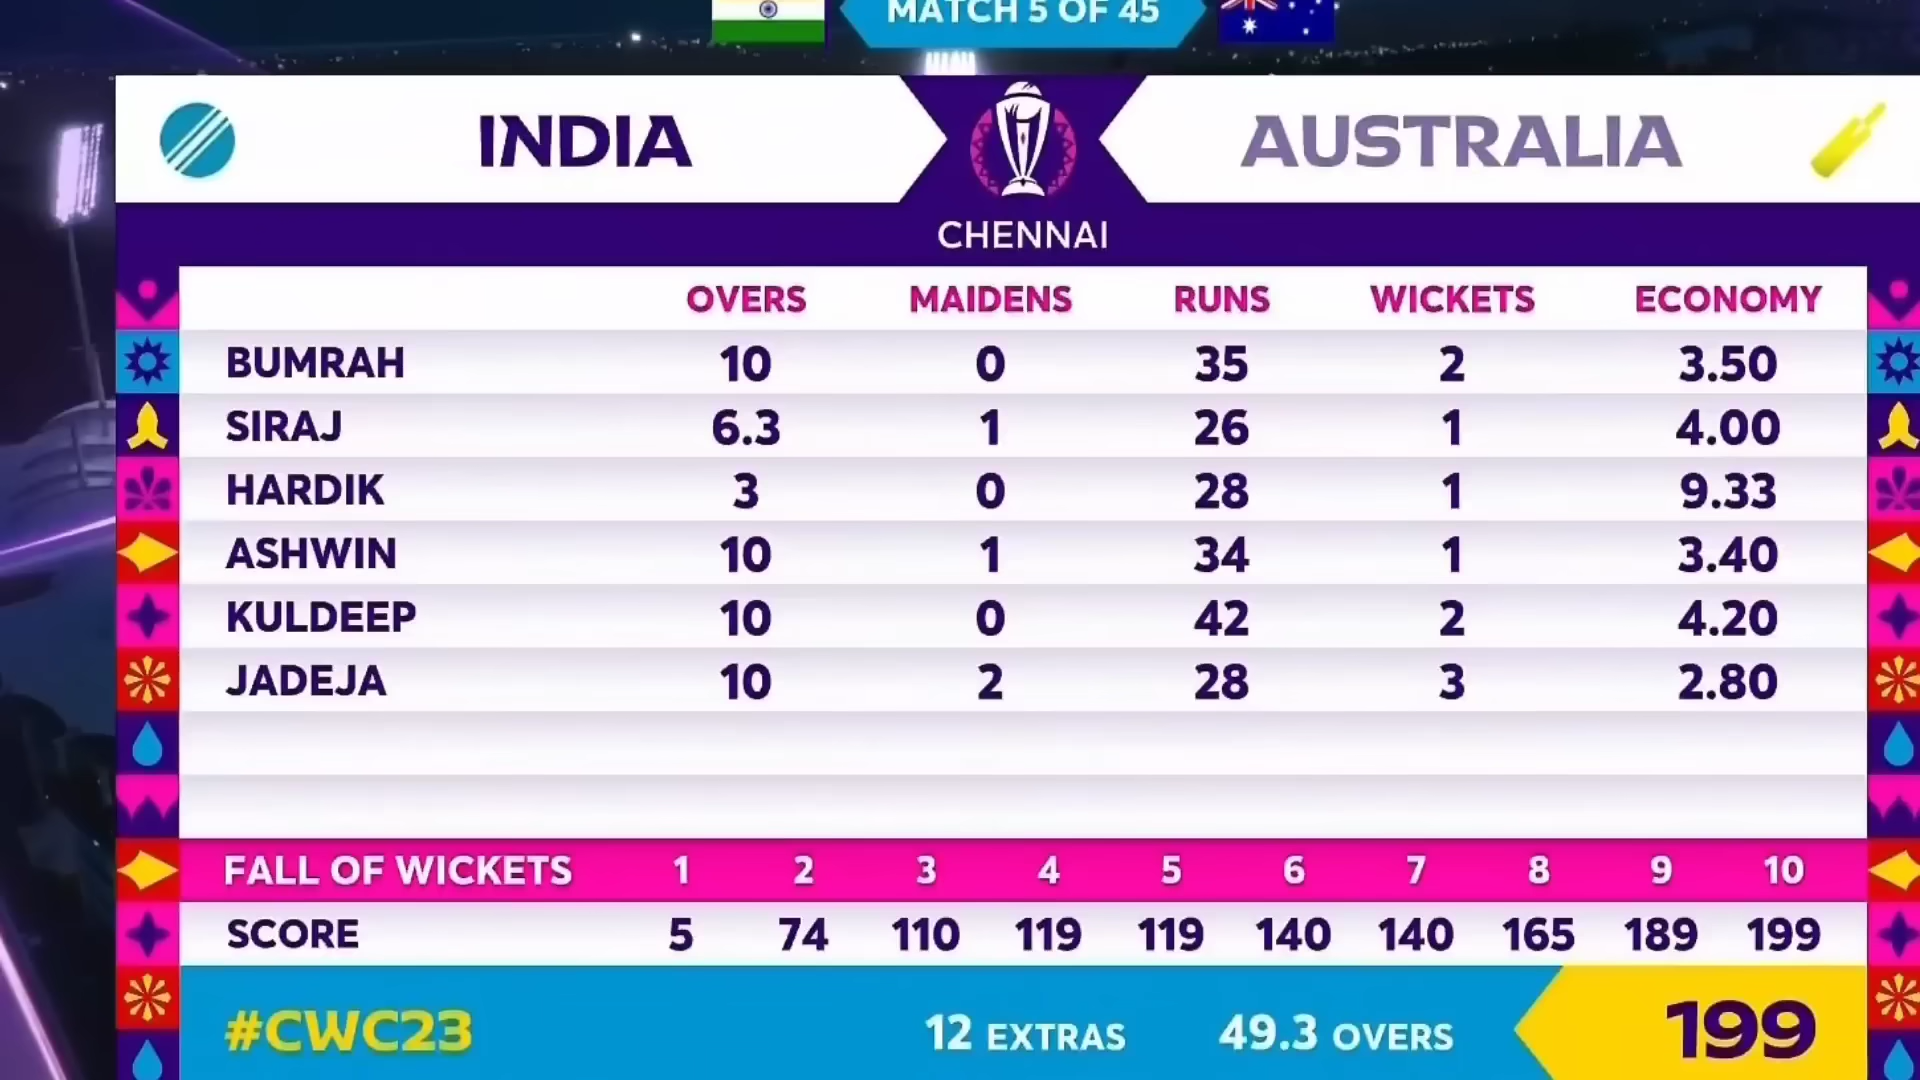 MATCH 5 OF 45
INDIA AUSTRALIA
CHENNAI
OVERS MAIDENS RUNS WICKETS ECONOMY
BUMRAH 10 0 35 2 3.50
SIRAJ 6.3 1 26 1 4.00
HARDIK 3 0 28 1 9.33
ASHWIN 10 1 34 1 3.40
KULDEEP 10 0 42 2 4.20
JADEJA 10 2 28 3 2.80
FALL OF WICKETS 1 2 3 4 5 6 7 8 9 10
SCORE 5 74 110 119 119 140 140 165 189 199
#CWC23 12 EXTRAS 49.3 OVERS 199